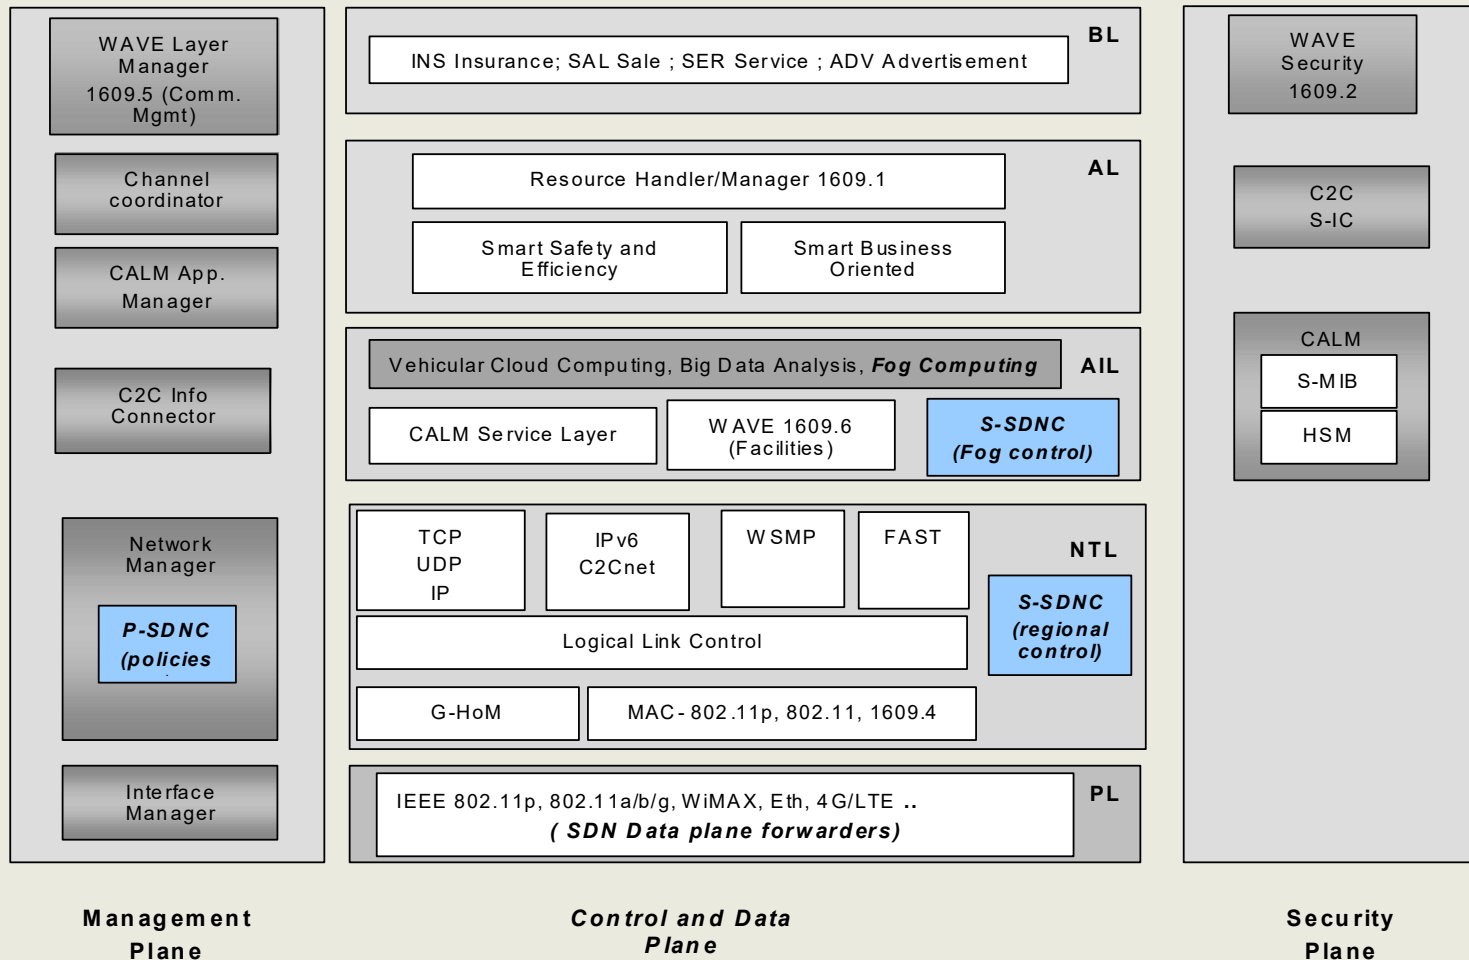 WAVE Layer
Manager
1609.5 (Comm.
Mgmt)
Channel
coordinator
CALM App.
Manager
C2C Info
Connector
Network
Manager
P-SDNC
(policies
Interface
Manager
Management
Plane
BL
INS Insurance; SAL Sale ; SER Service ; ADV Advertisement
AL
Resource Handler/Manager 1609.1
Smart Safety and
Efficiency
Smart Business
Oriented
AIL
Vehicular Cloud Computing, Big Data Analysis, Fog Computing
CALM Service Layer
WAVE 1609.6
(Facilities)
S-SDNC
(Fog control)
NTL
TCP
UDP
IP
IPv6
C2Cnet
WSMP
FAST
S-SDNC
(regional
control)
Logical Link Control
G-HoM
MAC- 802.11p, 802.11, 1609.4
PL
IEEE 802.11p, 802.11a/b/g, WiMAX, Eth, 4G/LTE ..
( SDN Data plane forwarders)
Control and Data
Plane
WAVE
Security
1609.2
C2C
S-IC
CALM
S-MIB
HSM
Security
Plane